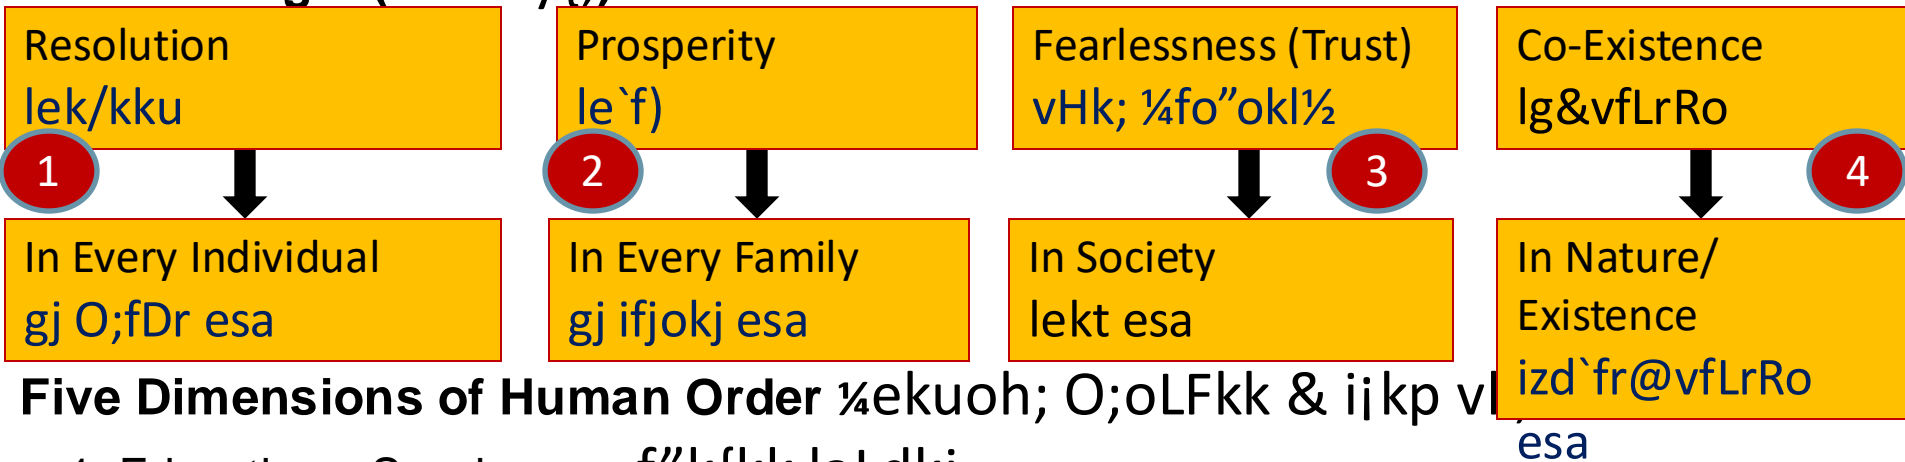 Resolution
lek/kku
Prosperity
le`f)
Fearlessness (Trust)
vHk; ¼fo”okl½
Co-Existence
lg&vfLrRo
1
2
3
4
In Every Individual
gj O;fDr esa
In Every Family
gj ifjokj esa
In Society
lekt esa
In Nature/
Existence
izd`fr@vfLrRo
esa
Five Dimensions of Human Order ¼ekuoh; O;oLFkk & i¡kp